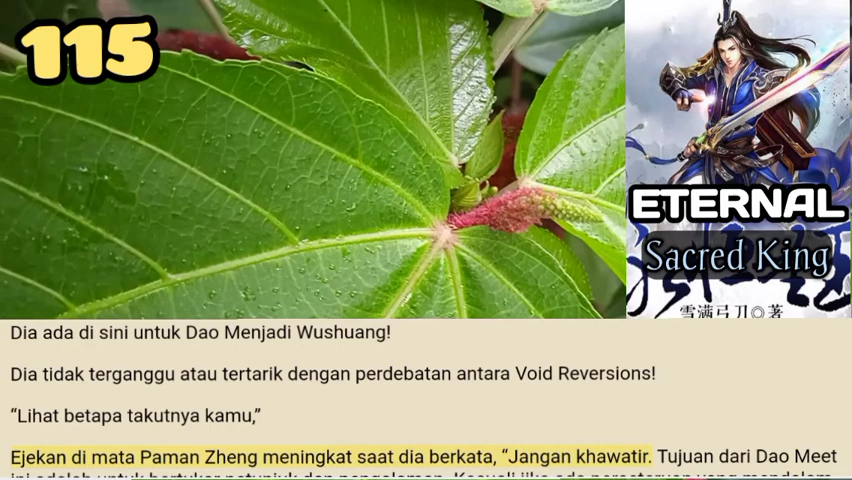 115
ETERNAL
Sacred King
雪满弓刀◎著
Dia ada di sini untuk Dao Menjadi Wushuang!
Dia tidak terganggu atau tertarik dengan perdebatan antara Void Reversions!
“Lihat betapa takutnya kamu,”
Ejekan di mata Paman Zheng meningkat saat dia berkata, “Jangan khawatir. Tujuan dari Dao Meet